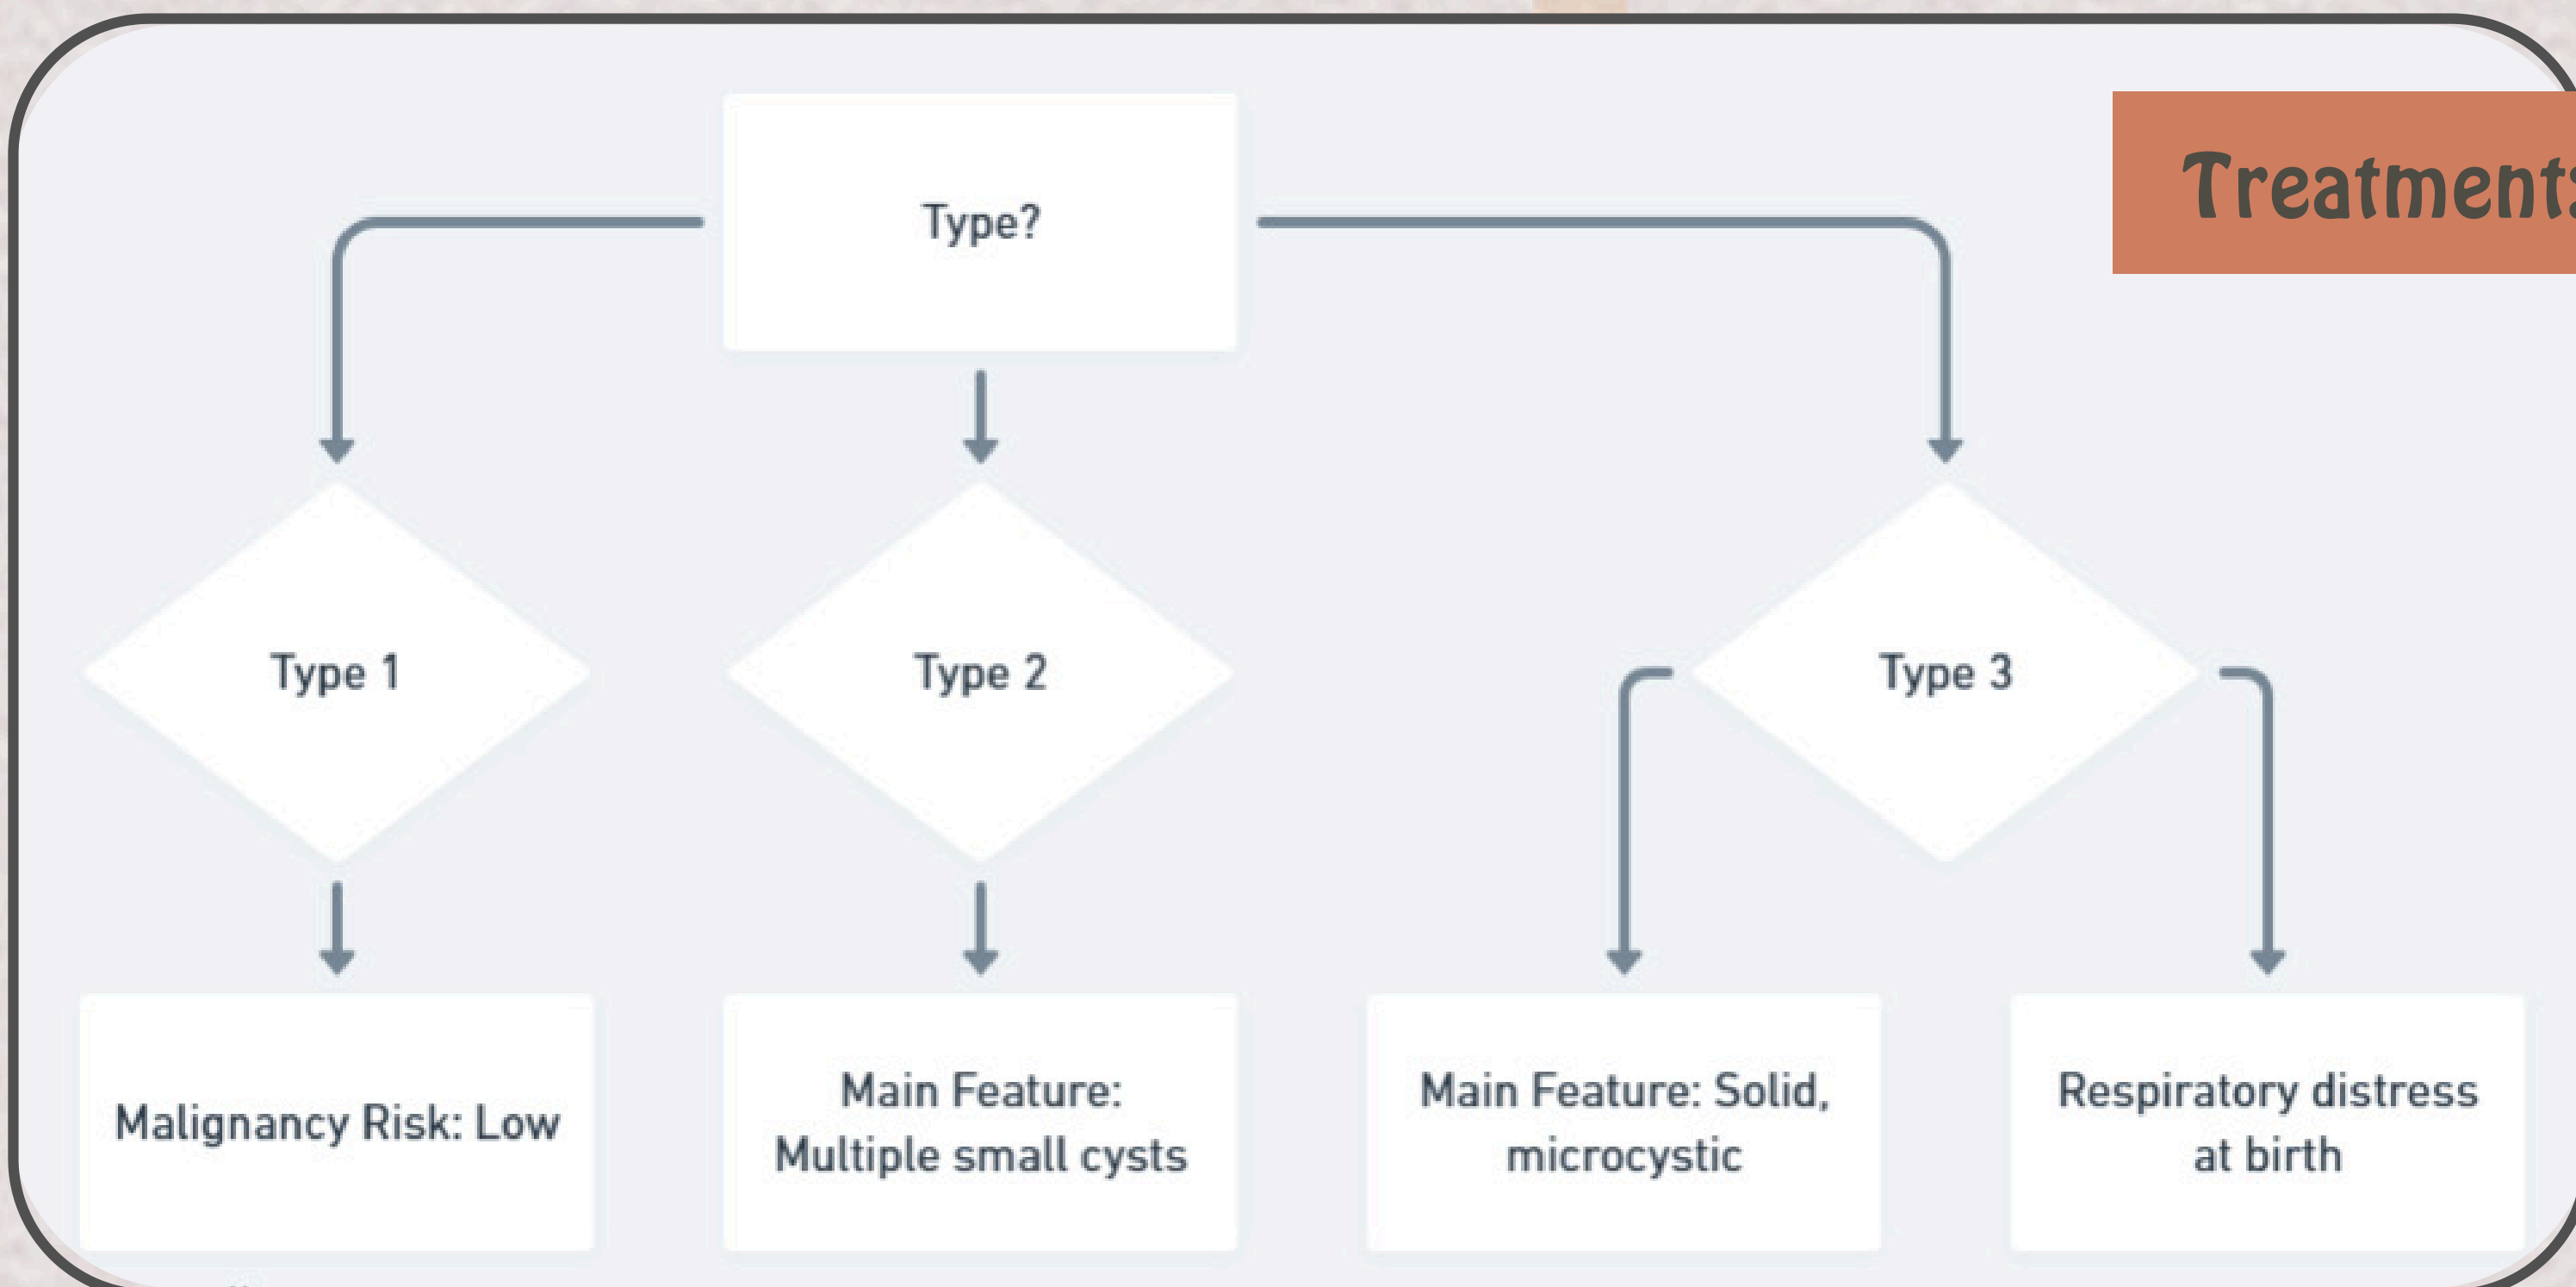 Type?
Treatment
Type 1
Type 2
Type 3
Malignancy Risk: Low
Main Feature:
Multiple small cysts
Main Feature: Solid,
microcystic
Respiratory distress
at birth